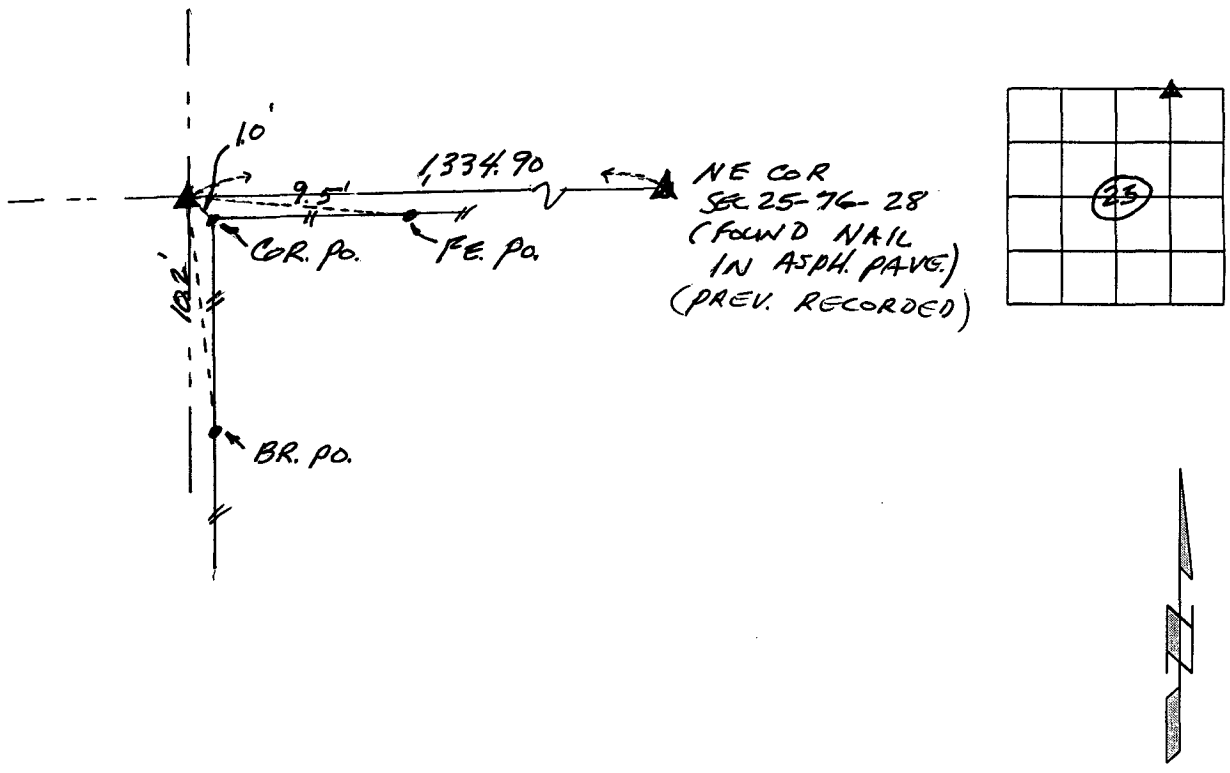 1.0'
1,334.90
9.5'
NE COR
SEC 25-76-28
(FOUND NAIL
IN ASPH. PAVE.)
(PREV. RECORDED)
25
COR. PO.
FE. PO.
10.2'
BR. PO.
N